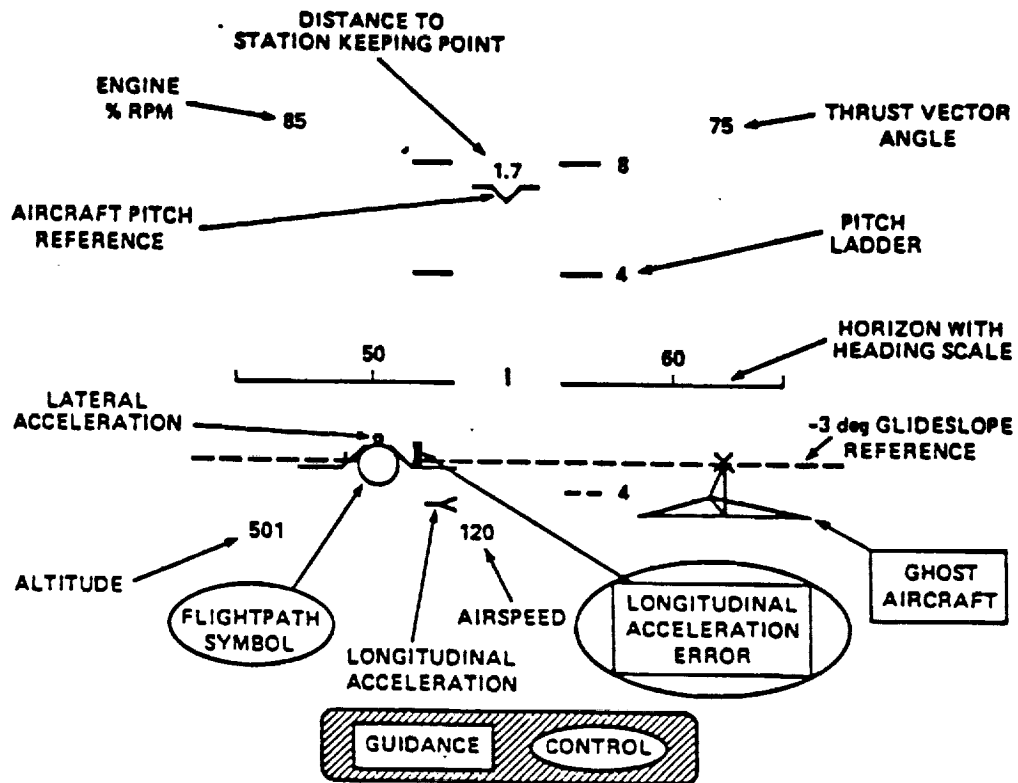 DISTANCE TO
STATION KEEPING POINT
ENGINE
% RPM
85
75
THRUST VECTOR
ANGLE
1.7
8
AIRCRAFT PITCH
REFERENCE
PITCH
LADDER
4
HORIZON WITH
HEADING SCALE
50
60
LATERAL
ACCELERATION
-3 deg GLIDESLOPE
REFERENCE
4
501
120
ALTITUDE
FLIGHTPATH
SYMBOL
AIRSPEED
LONGITUDINAL
ACCELERATION
LONGITUDINAL
ACCELERATION
ERROR
GHOST
AIRCRAFT
GUIDANCE
CONTROL